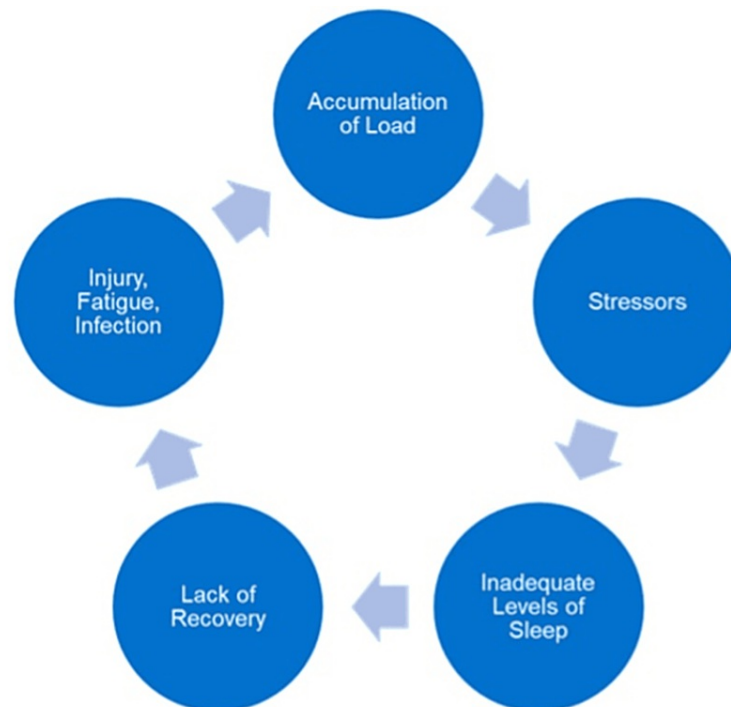 Accumulation
of Load
Stressors
Inadequate
Levels of
Sleep
Lack of
Recovery
Injury,
Fatigue,
Infection